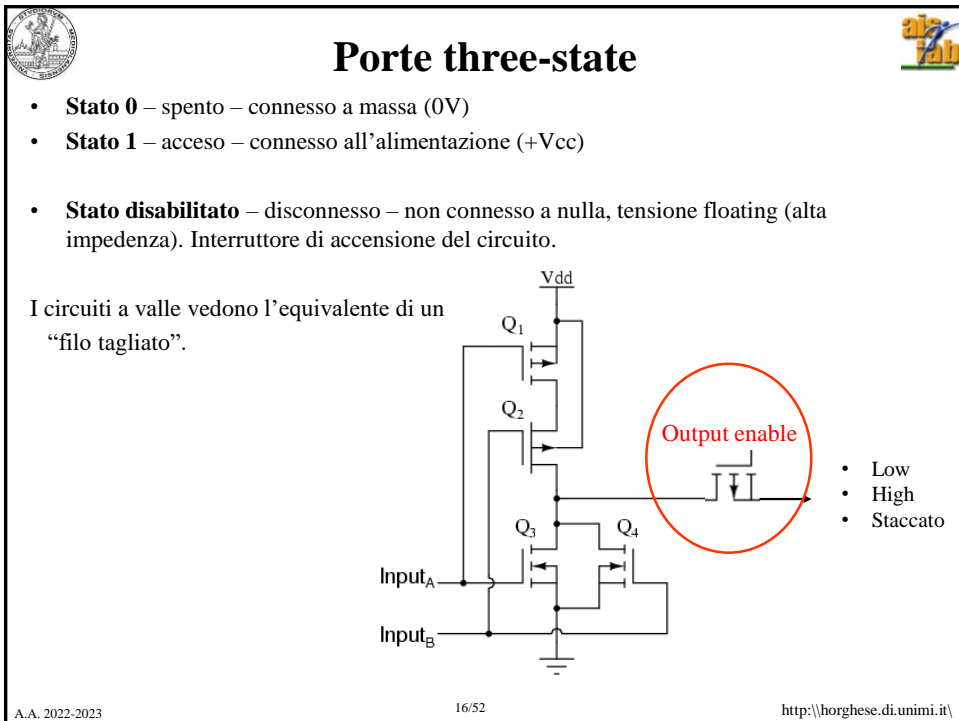 Porte three-state
• Stato 0 – spento – connesso a massa (0V)
• Stato 1 – acceso – connesso all’alimentazione (+Vcc)
• Stato disabilitato – disconnesso – non connesso a nulla, tensione floating (alta
impedenza). Interruttore di accensione del circuito.
I circuiti a valle vedono l’equivalente di un
“filo tagliato”.
Vdd
Q1
Q2
Output enable
• Low
• High
• Staccato
Q3 Q4
InputA
InputB
A.A. 2022-2023 16/52 http:\\horghese.di.unimi.it\